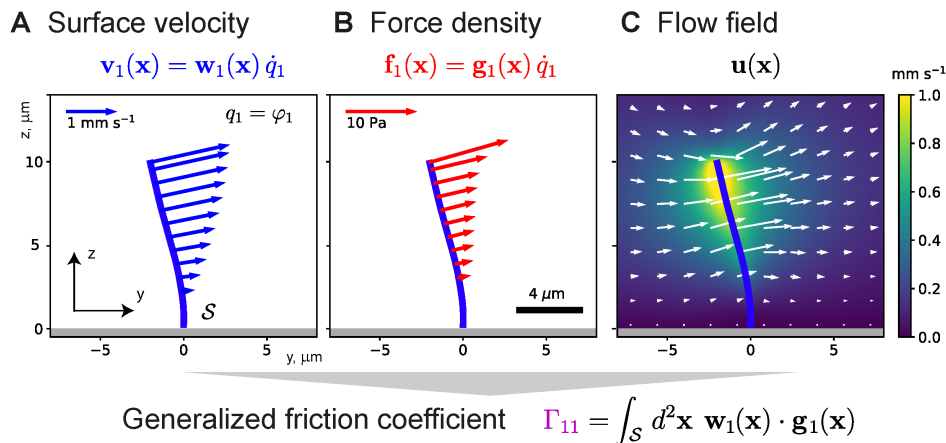 A Surface velocity
v₁(x) = w₁(x) q̇₁
z, μm
10
5
0
1 mm s⁻¹
q₁ = φ₁
z
y
S
−5 0 5
y, μm
B Force density
f₁(x) = g₁(x) q̇₁
10 Pa
4 μm
−5 0 5
C Flow field
u(x)
−5 0 5
mm s⁻¹
1.0
0.8
0.6
0.4
0.2
0.0
Generalized friction coefficient Γ₁₁ = ∫_S d²x w₁(x) · g₁(x)